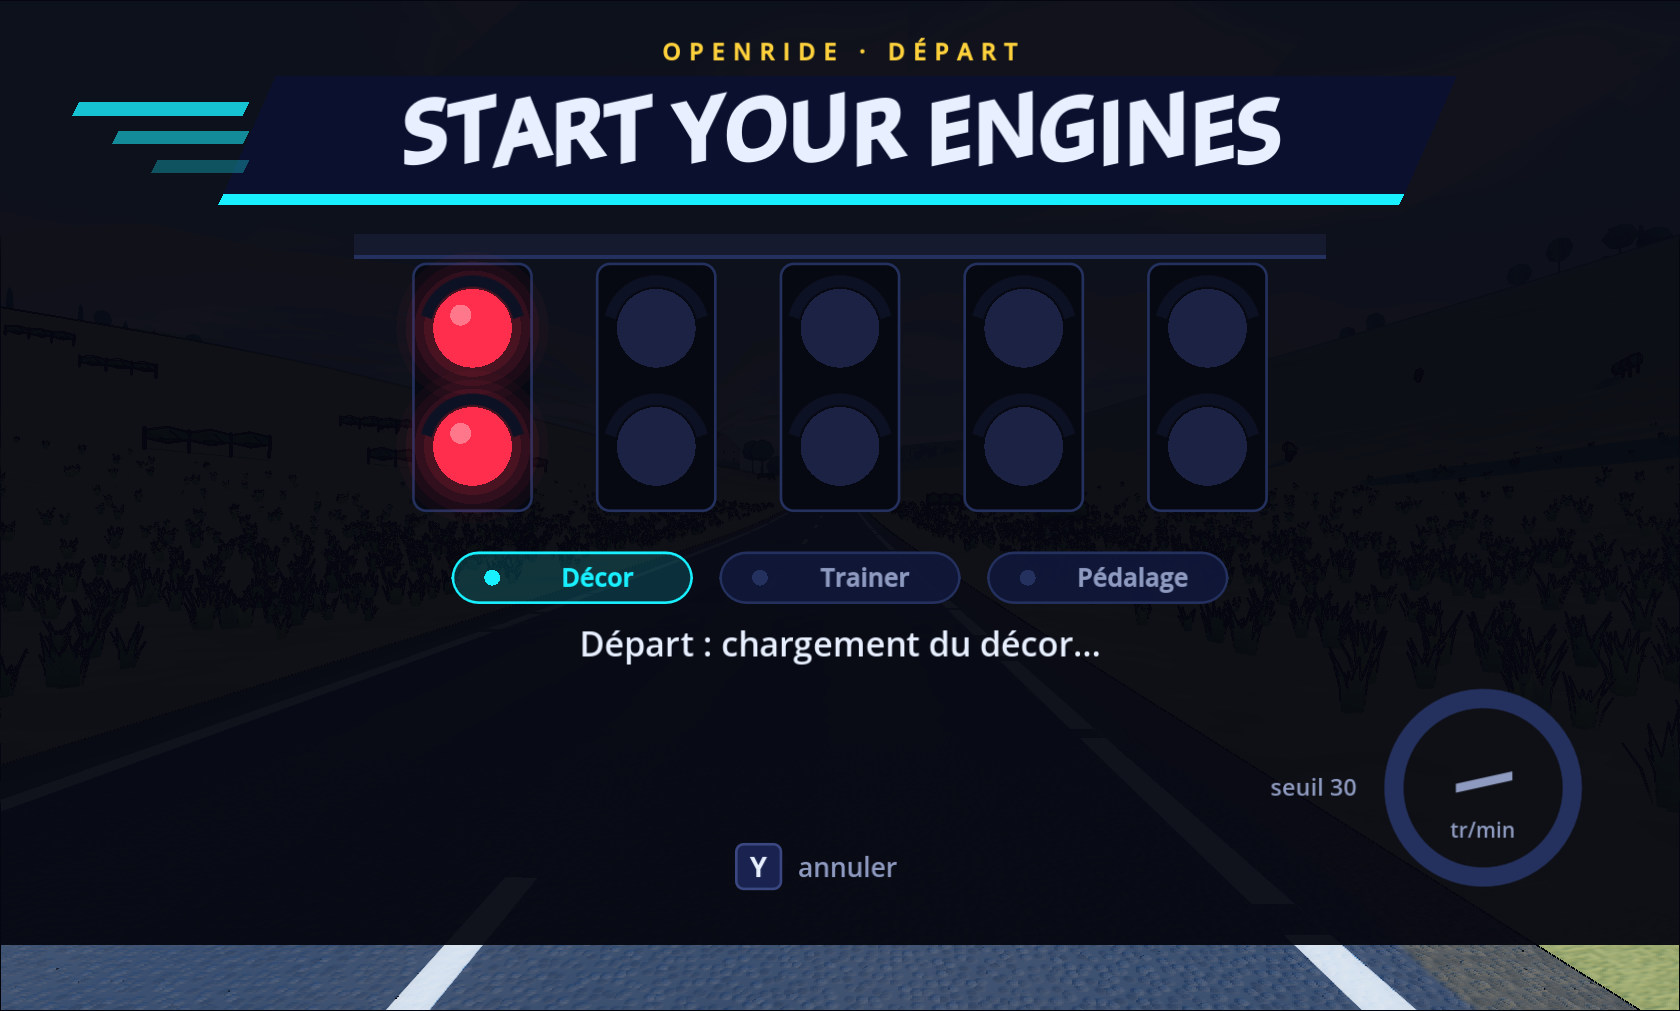 OPENRIDE · DÉPART
START YOUR ENGINES
Décor
Trainer
Pédalage
Départ : chargement du décor...
seuil 30
tr/min
Y annuler